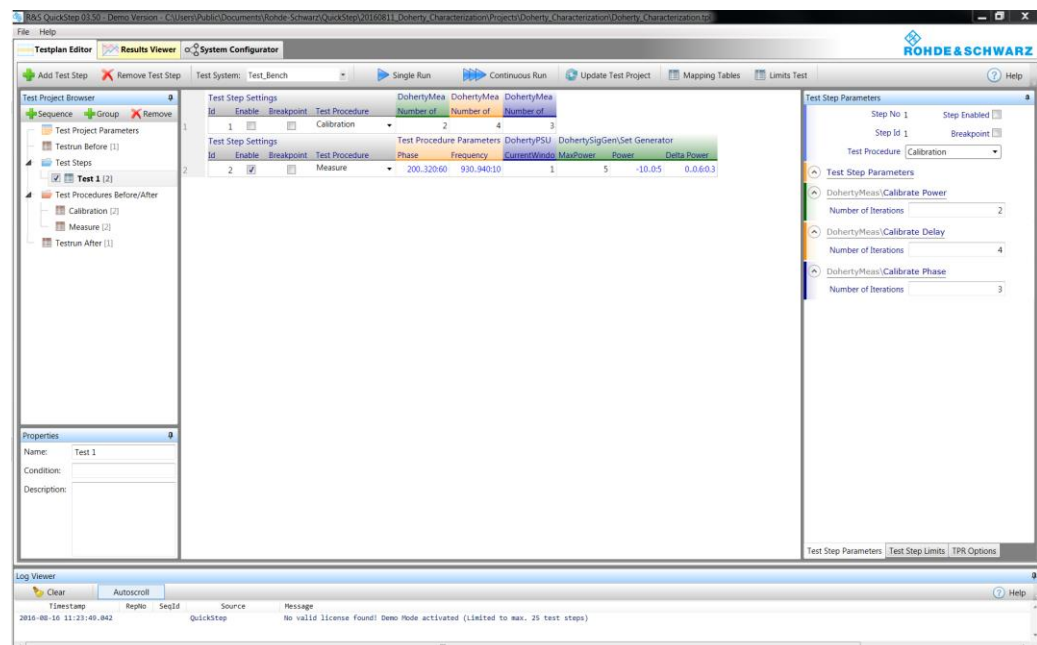 R&S QuickStep 03.50 - Demo Version - C:\Users\Public\Documents\Rohde-Schwarz\QuickStep\20160811_Doherty_Characterization\Projects\Doherty_Characterization\Doherty_Characterization.tpj
File Help
Testplan Editor Results Viewer System Configurator
ROHDE&SCHWARZ
Add Test Step Remove Test Step Test System: Test_Bench Single Run Continuous Run Update Test Project Mapping Tables Limits Test Help
Test Project Browser
Sequence Group Remove
Test Project Parameters
Testrun Before [1]
Test Steps
Test 1 [2]
Test Procedures Before/After
Calibration [2]
Measure [2]
Testrun After [1]
Test Step Settings DohertyMea DohertyMea DohertyMea
Id Enable Breakpoint Test Procedure Number of Number of Number of
1 1 Calibration 2 4 3
Test Step Settings Test Procedure Parameters DohertyPSU DohertySigGen\Set Generator
Id Enable Breakpoint Test Procedure Phase Frequency CurrentWindo MaxPower Power Delta Power
2 2 Measure 200..320:60 930..940:10 1 5 -10..0:5 0..0.6:0.3
Test Step Parameters
Step No 1 Step Enabled
Step Id 1 Breakpoint
Test Procedure Calibration
Test Step Parameters
DohertyMeas\Calibrate Power
Number of Iterations 2
DohertyMeas\Calibrate Delay
Number of Iterations 4
DohertyMeas\Calibrate Phase
Number of Iterations 3
Test Step Parameters Test Step Limits TPR Options
Properties
Name: Test 1
Condition:
Description:
Log Viewer
Clear Autoscroll Help
Timestamp RepNo SeqId Source Message
2016-08-16 11:23:40.042 QuickStep No valid license found! Demo Mode activated (Limited to max. 25 test steps)